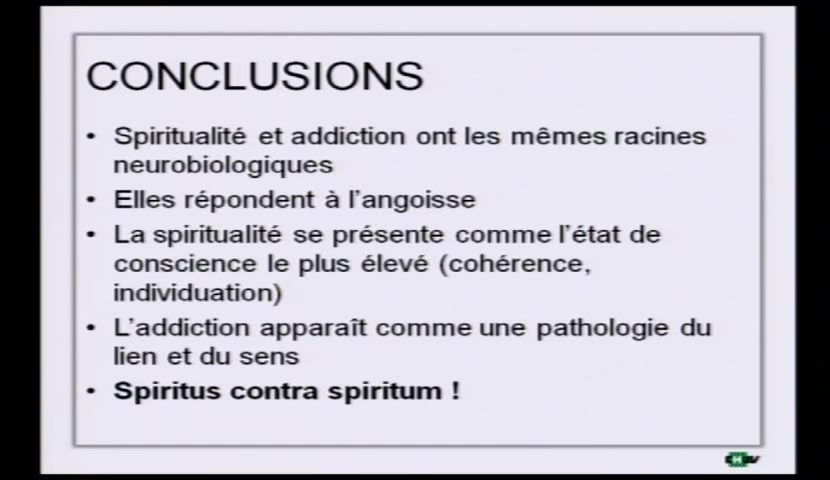 CONCLUSIONS
• Spiritualité et addiction ont les mêmes racines
neurobiologiques
• Elles répondent à l'angoisse
• La spiritualité se présente comme l'état de
conscience le plus élevé (cohérence,
individuation)
• L'addiction apparaît comme une pathologie du
lien et du sens
• Spiritus contra spiritum !